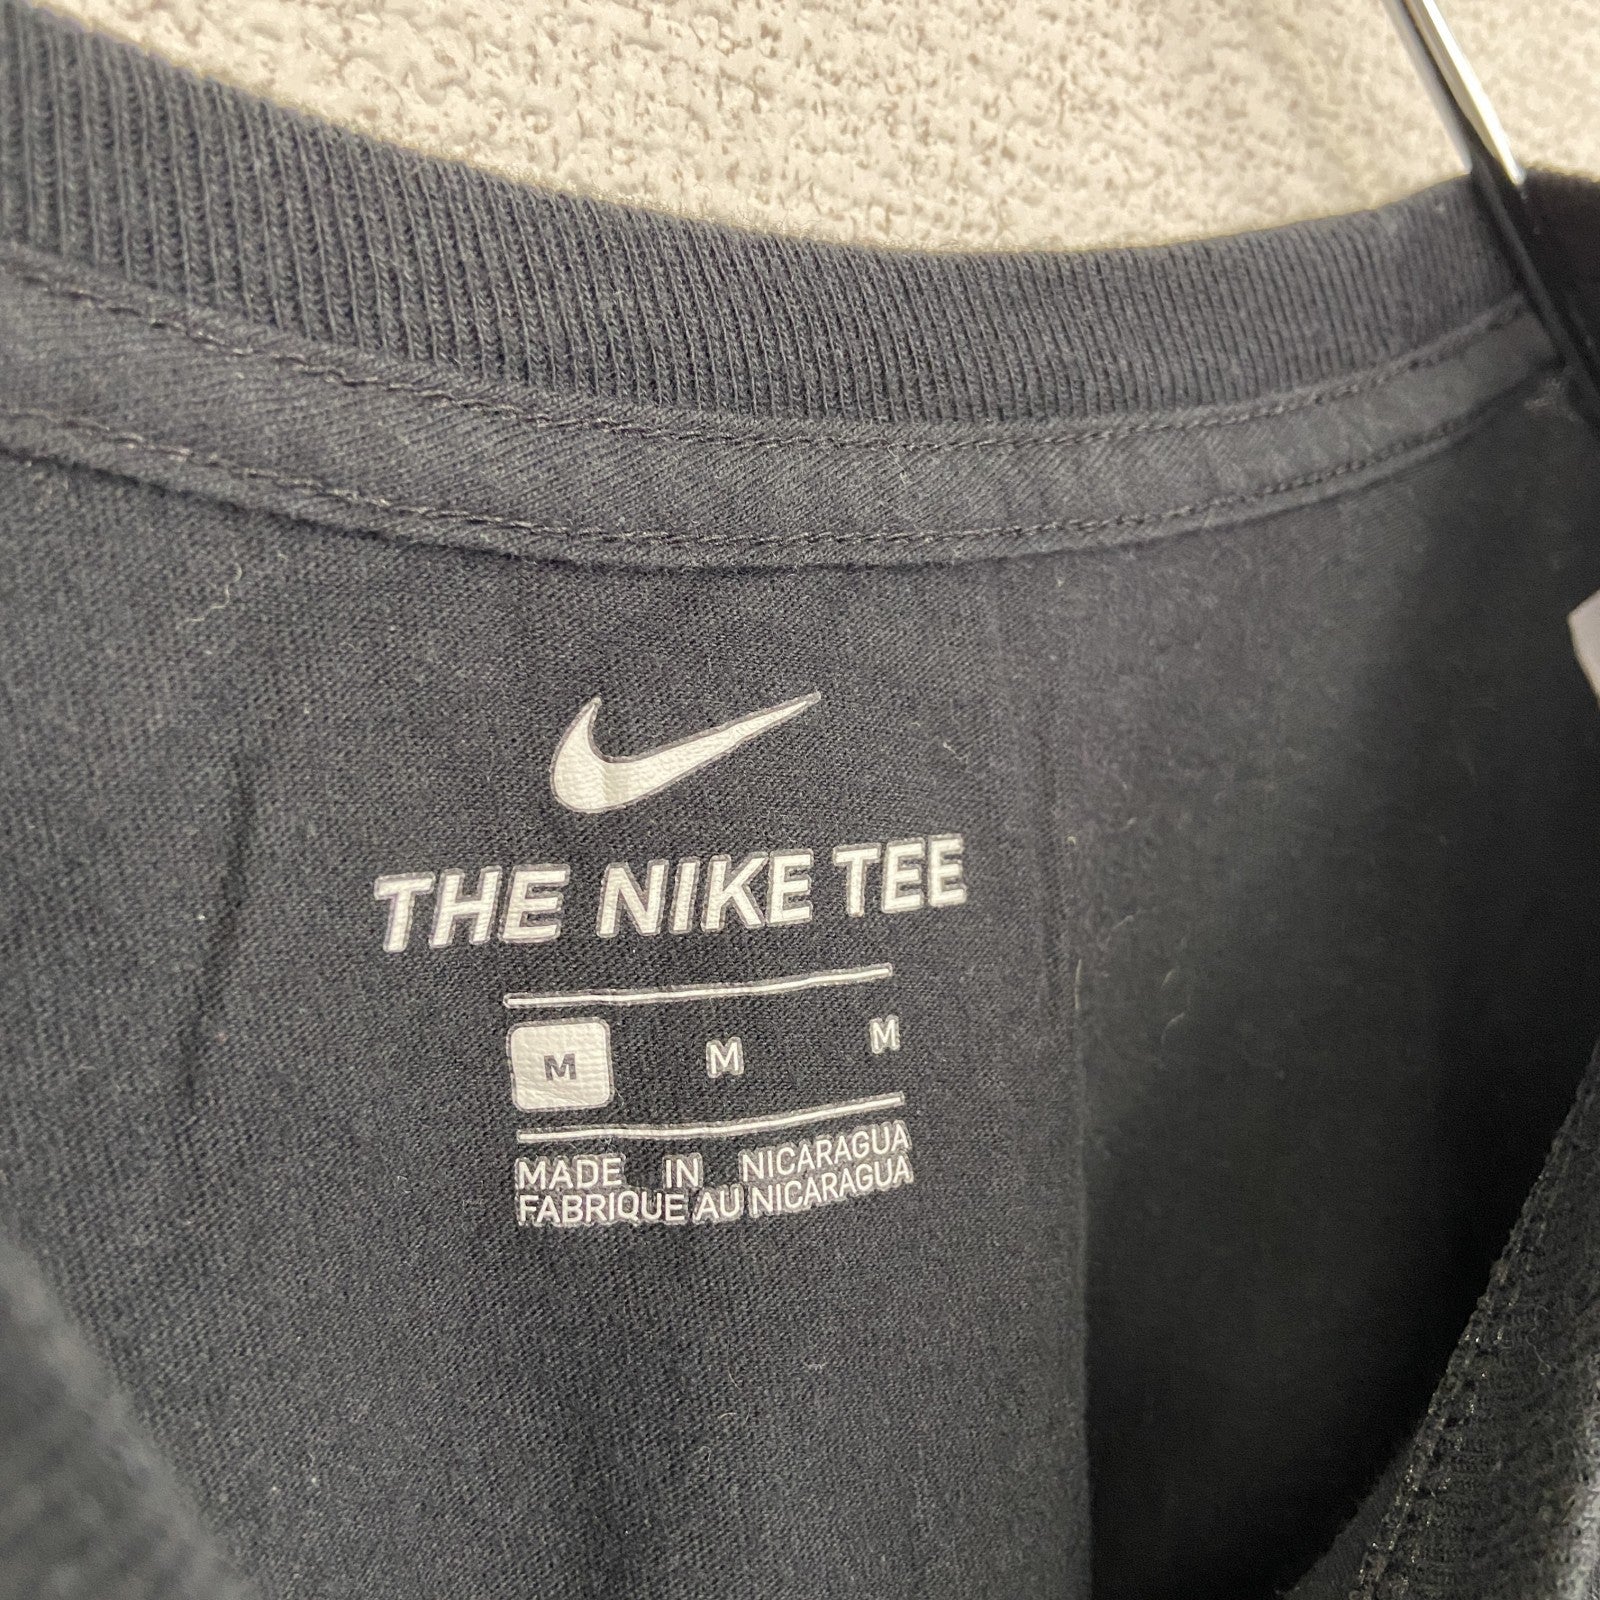 THE NIKE TEE
M M M
MADE IN NICARAGUA
FABRIQUE AU NICARAGUA